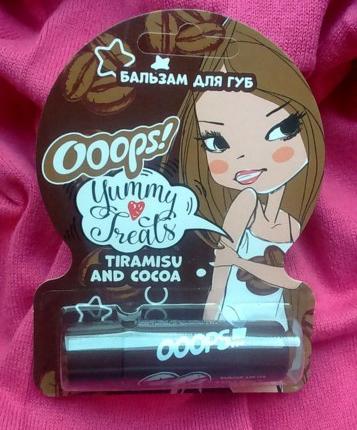 БАЛЬЗАМ ДЛЯ ГУБ
Ooops!
Yummy
Treats
TIRAMISU
AND COCOA
OOOPS!!!